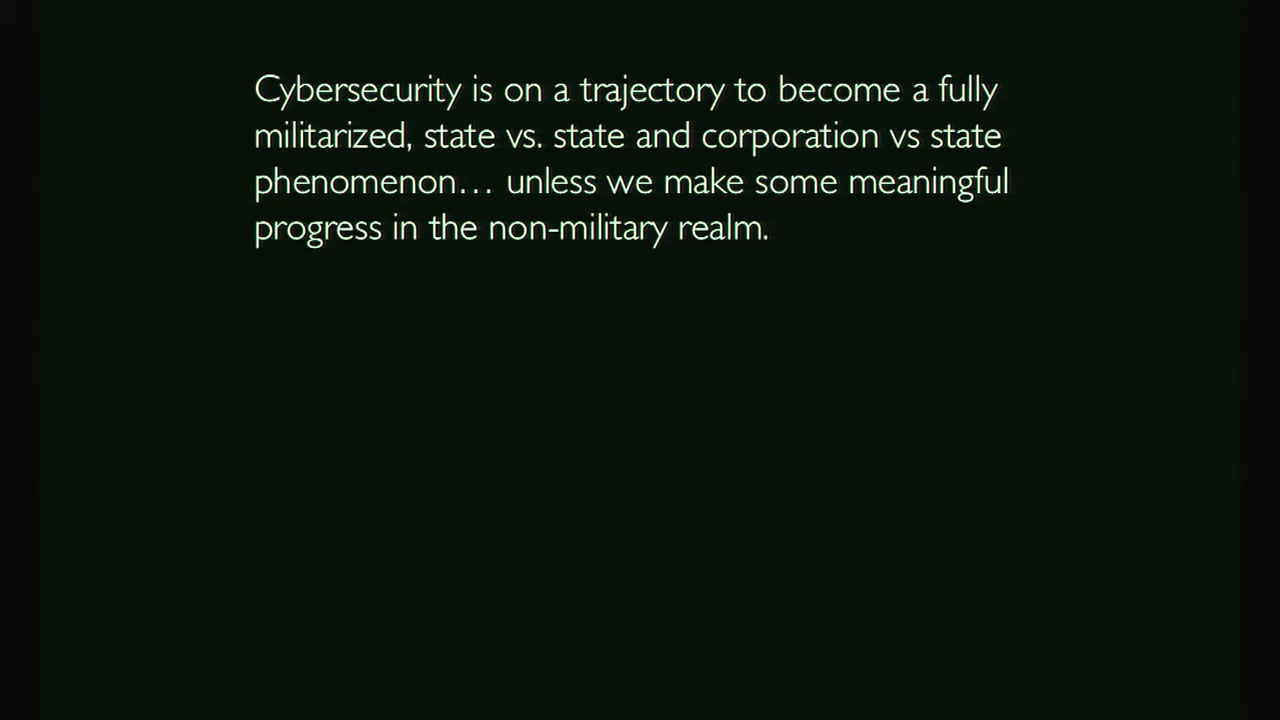 Cybersecurity is on a trajectory to become a fully
militarized, state vs. state and corporation vs state
phenomenon… unless we make some meaningful
progress in the non-military realm.